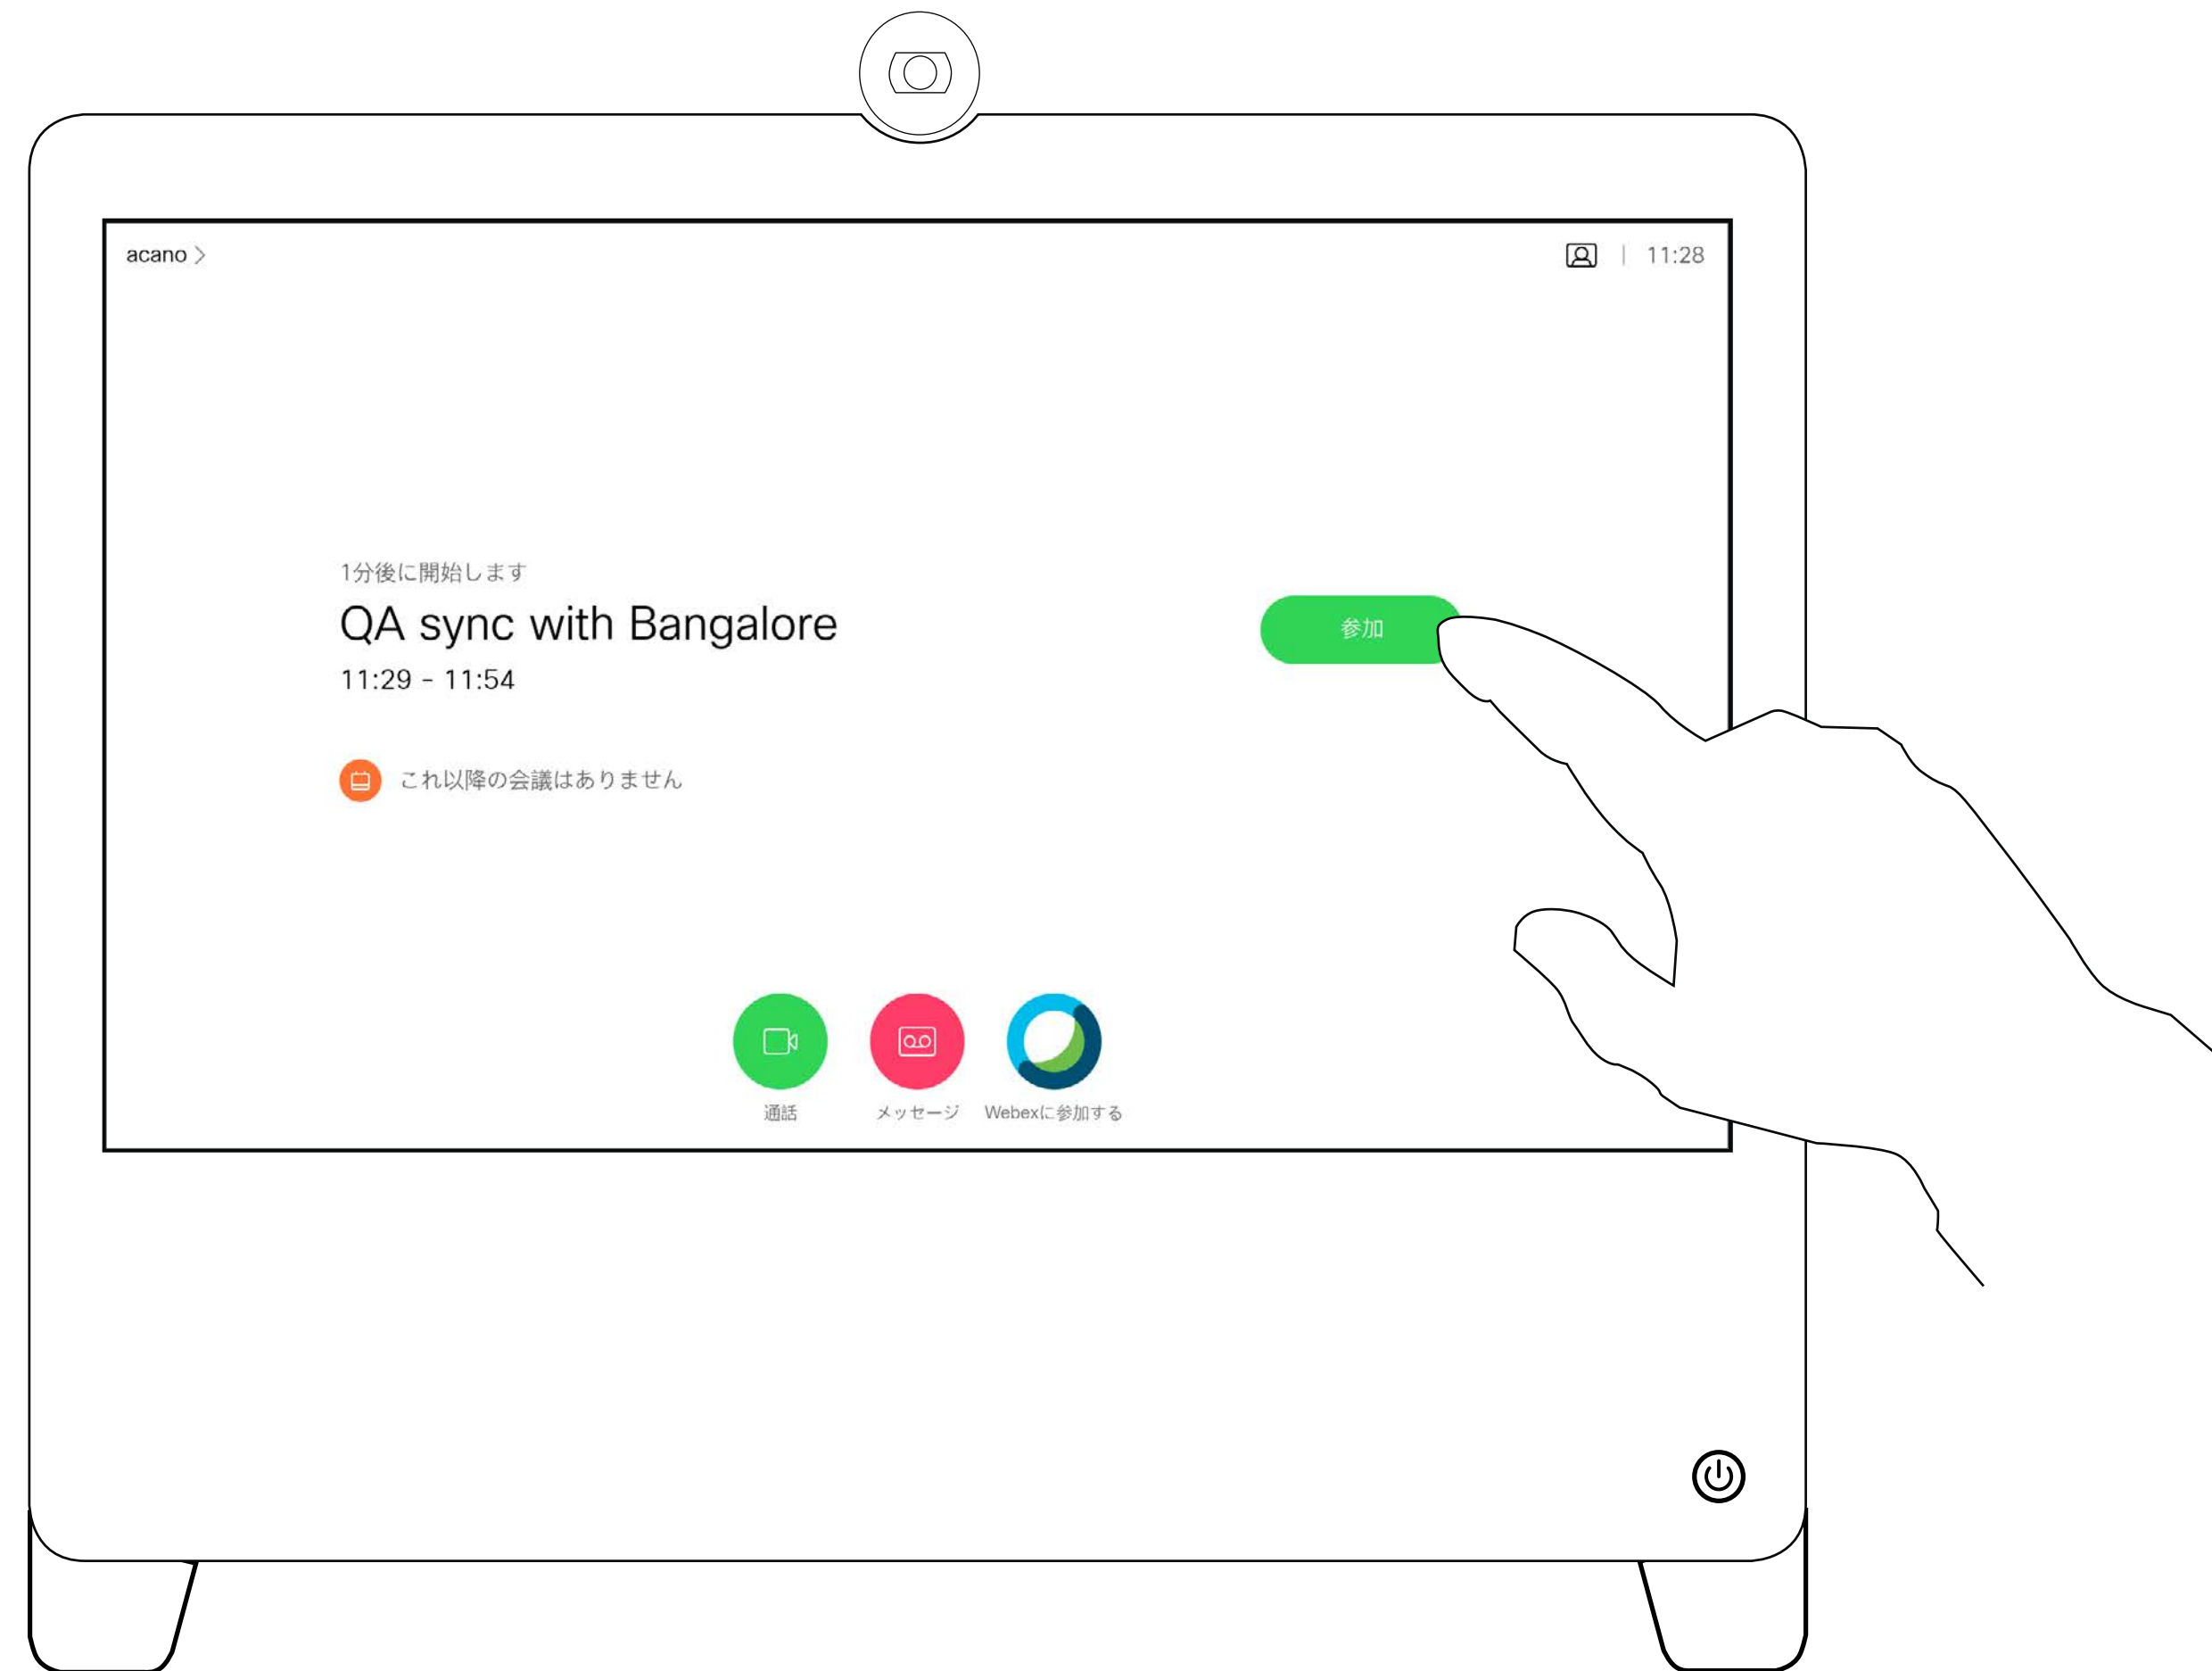 acano
11:28
1分後に開始します
QA sync with Bangalore
11:29 - 11:54
参加
これ以降の会議はありません
通話
メッセージ
Webexに参加する